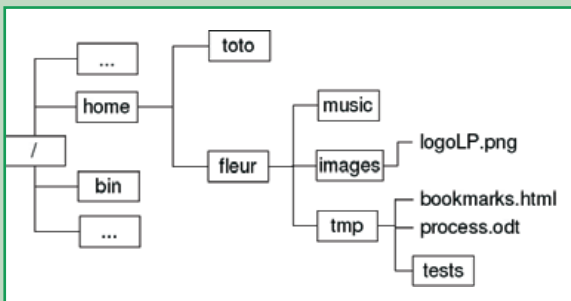 ...
toto
home
music
logoLP.png
/
fleur
images
bin
bookmarks.html
tmp
process.odt
...
tests